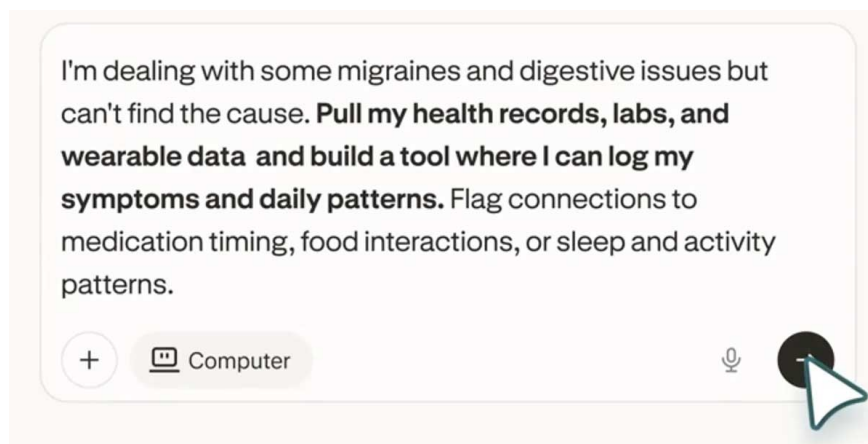 I'm dealing with some migraines and digestive issues but
can't find the cause. Pull my health records, labs, and
wearable data and build a tool where I can log my
symptoms and daily patterns. Flag connections to
medication timing, food interactions, or sleep and activity
patterns.
+ Computer